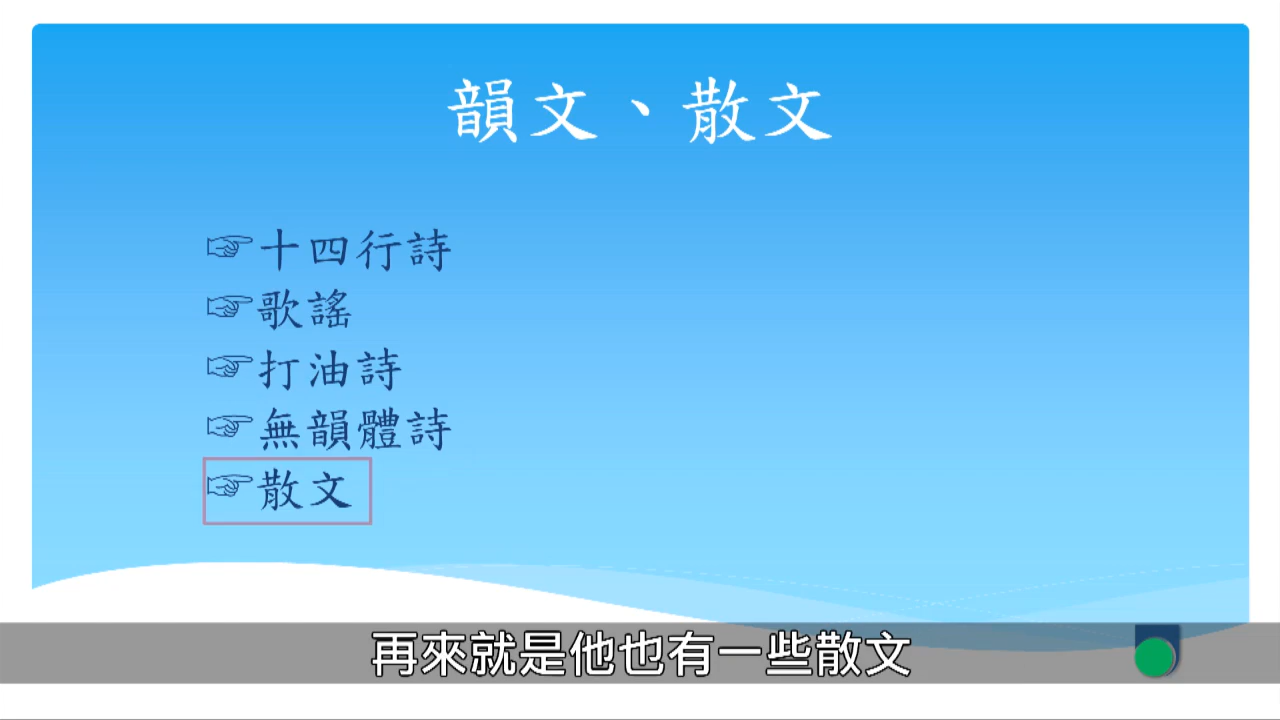 韻文、散文
☞十四行詩
☞歌謠
☞打油詩
☞無韻體詩
☞散文
再來就是他也有一些散文